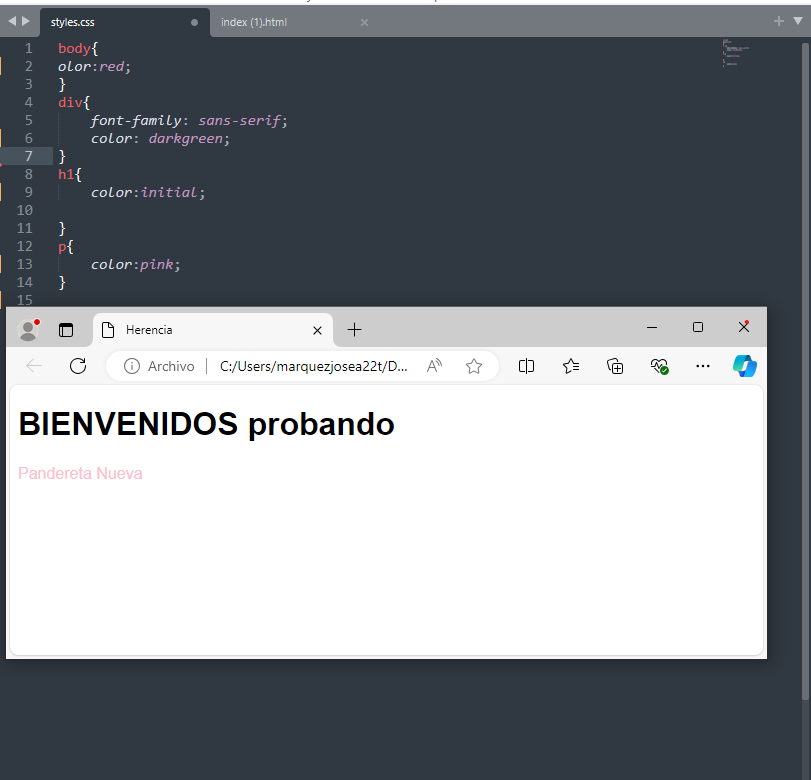 styles.css
index (1).html
1 body{
2 olor:red;
3 }
4 div{
5 font-family: sans-serif;
6 color: darkgreen;
7 }
8 h1{
9 color:initial;
10
11 }
12 p{
13 color:pink;
14 }
15
Herencia
Archivo C:/Users/marquezjosea22t/D...
BIENVENIDOS probando
Pandereta Nueva